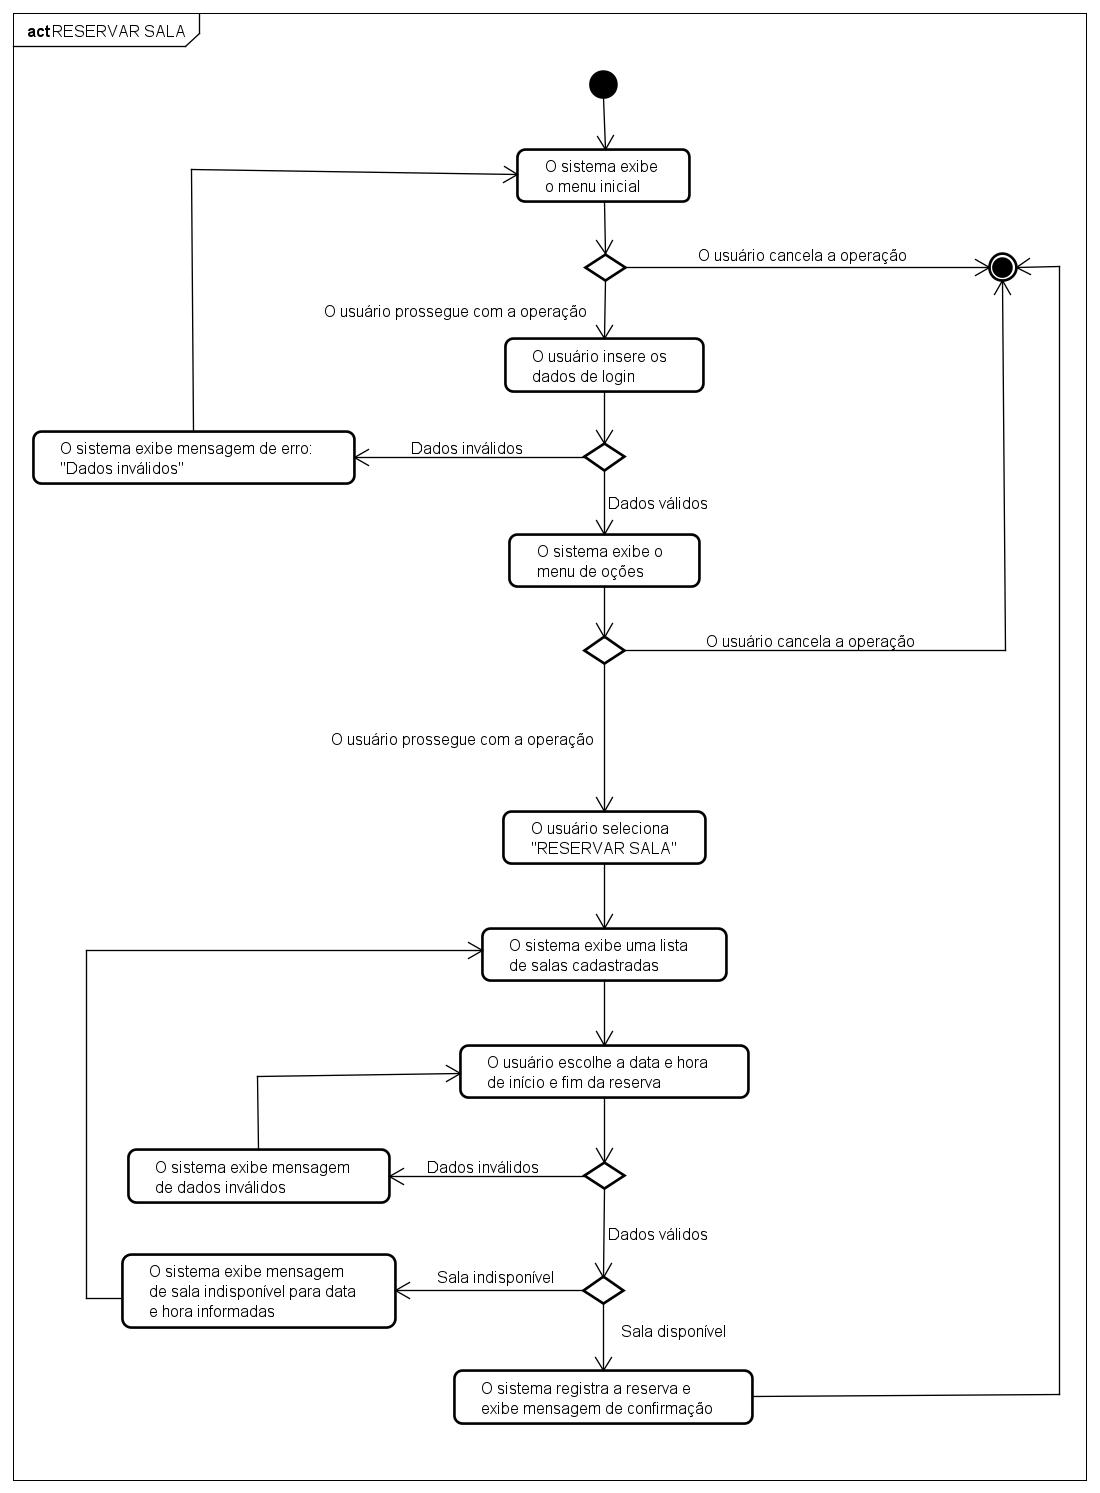 act RESERVAR SALA
O sistema exibe
o menu inicial
O usuário cancela a operação
O usuário prossegue com a operação
O usuário insere os
dados de login
O sistema exibe mensagem de erro:
"Dados inválidos"
Dados inválidos
Dados válidos
O sistema exibe o
menu de oções
O usuário cancela a operação
O usuário prossegue com a operação
O usuário seleciona
"RESERVAR SALA"
O sistema exibe uma lista
de salas cadastradas
O usuário escolhe a data e hora
de início e fim da reserva
O sistema exibe mensagem
de dados inválidos
Dados inválidos
Dados válidos
O sistema exibe mensagem
de sala indisponível para data
e hora informadas
Sala indisponível
Sala disponível
O sistema registra a reserva e
exibe mensagem de confirmação